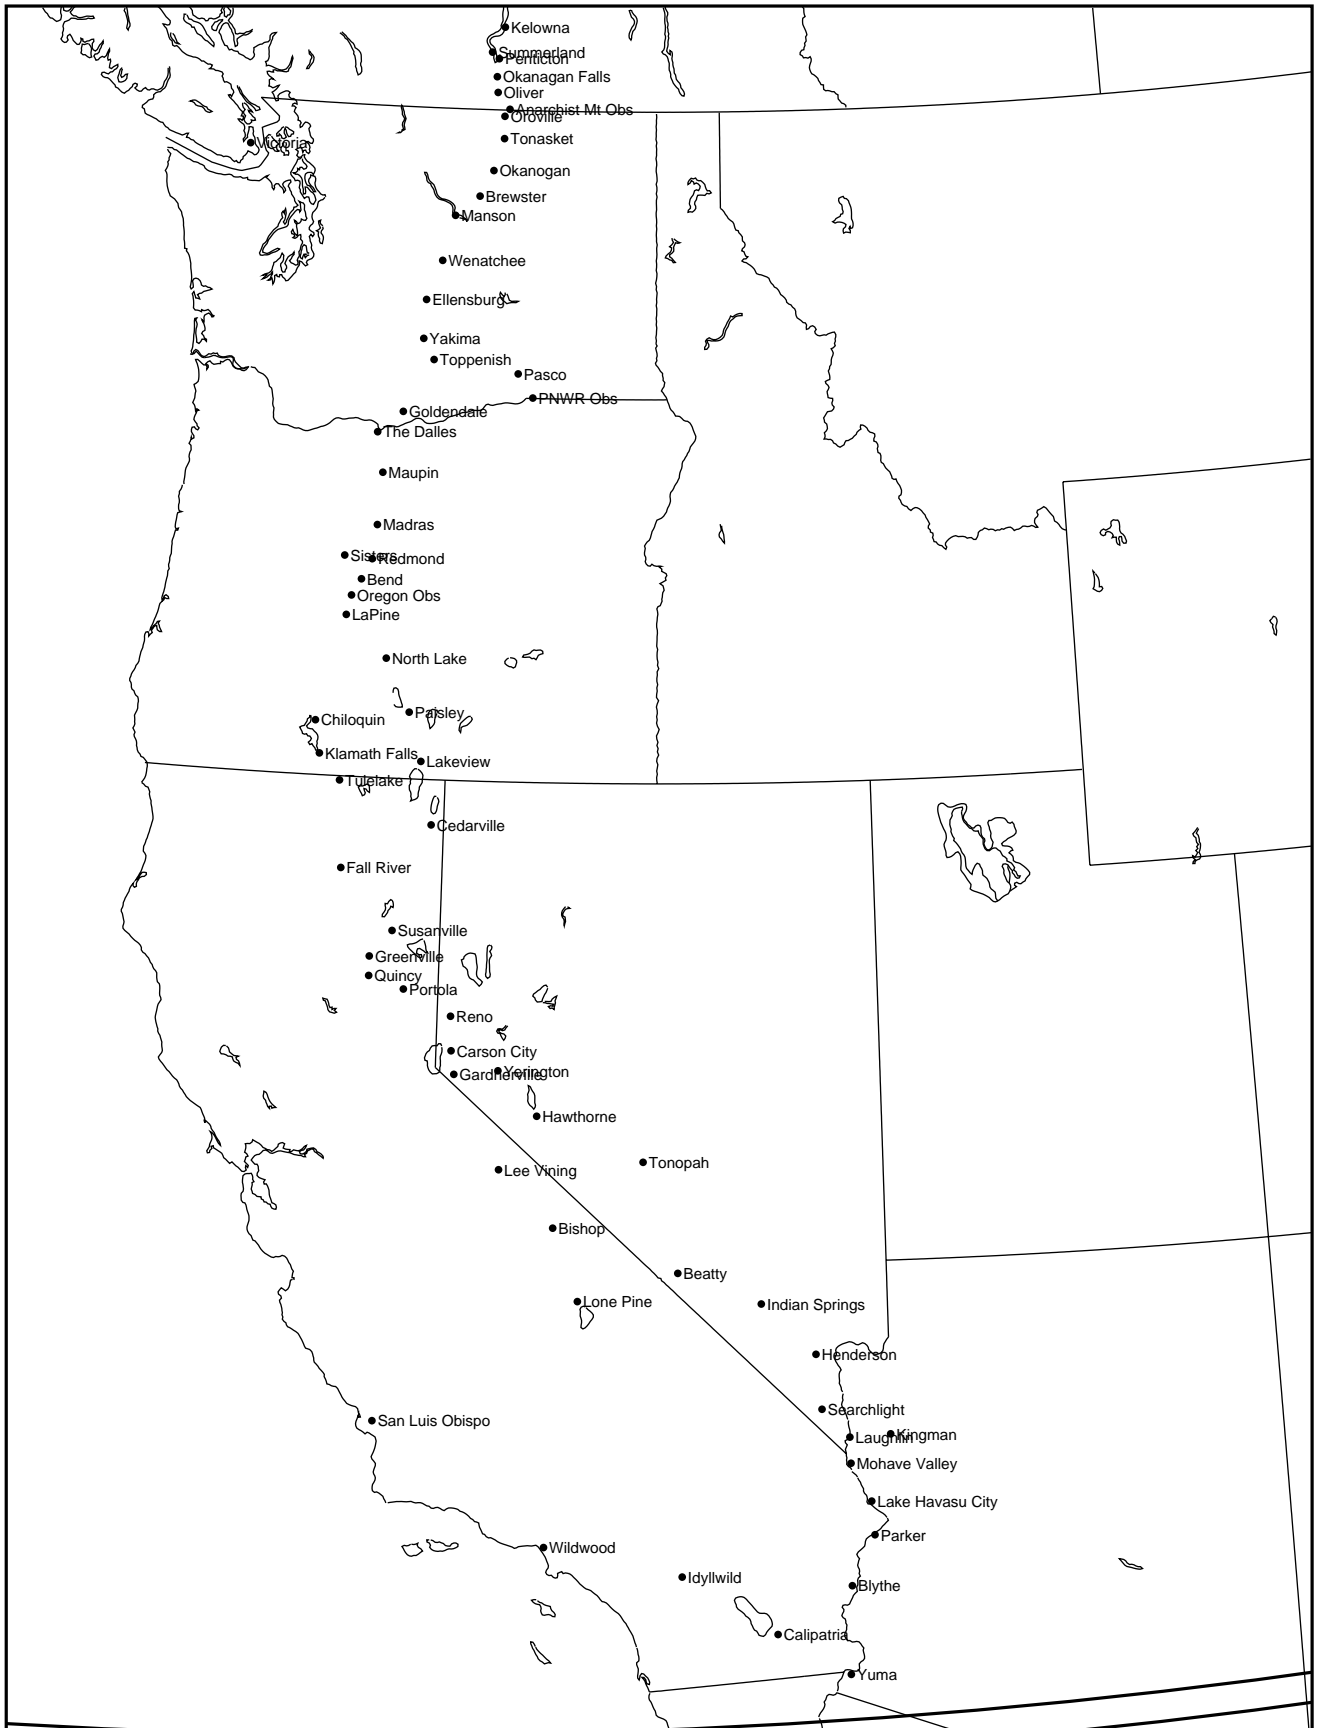 Kelowna
Summerland
Penticton
Okanagan Falls
Oliver
Anarchist Mt Obs
Oroville
Tonasket
Victoria
Okanogan
Brewster
Manson
Wenatchee
Ellensburg
Yakima
Toppenish
Pasco
PNWR Obs
Goldendale
The Dalles
Maupin
Madras
Sisters
Redmond
Bend
Oregon Obs
LaPine
North Lake
Paisley
Chiloquin
Klamath Falls
Lakeview
Tulelake
Cedarville
Fall River
Susanville
Greenville
Quincy
Portola
Reno
Carson City
Yerington
Gardnerville
Hawthorne
Tonopah
Lee Vining
Bishop
Beatty
Lone Pine
Indian Springs
Henderson
Searchlight
San Luis Obispo
Kingman
Laughlin
Mohave Valley
Lake Havasu City
Parker
Wildwood
Idyllwild
Blythe
Calipatria
Yuma